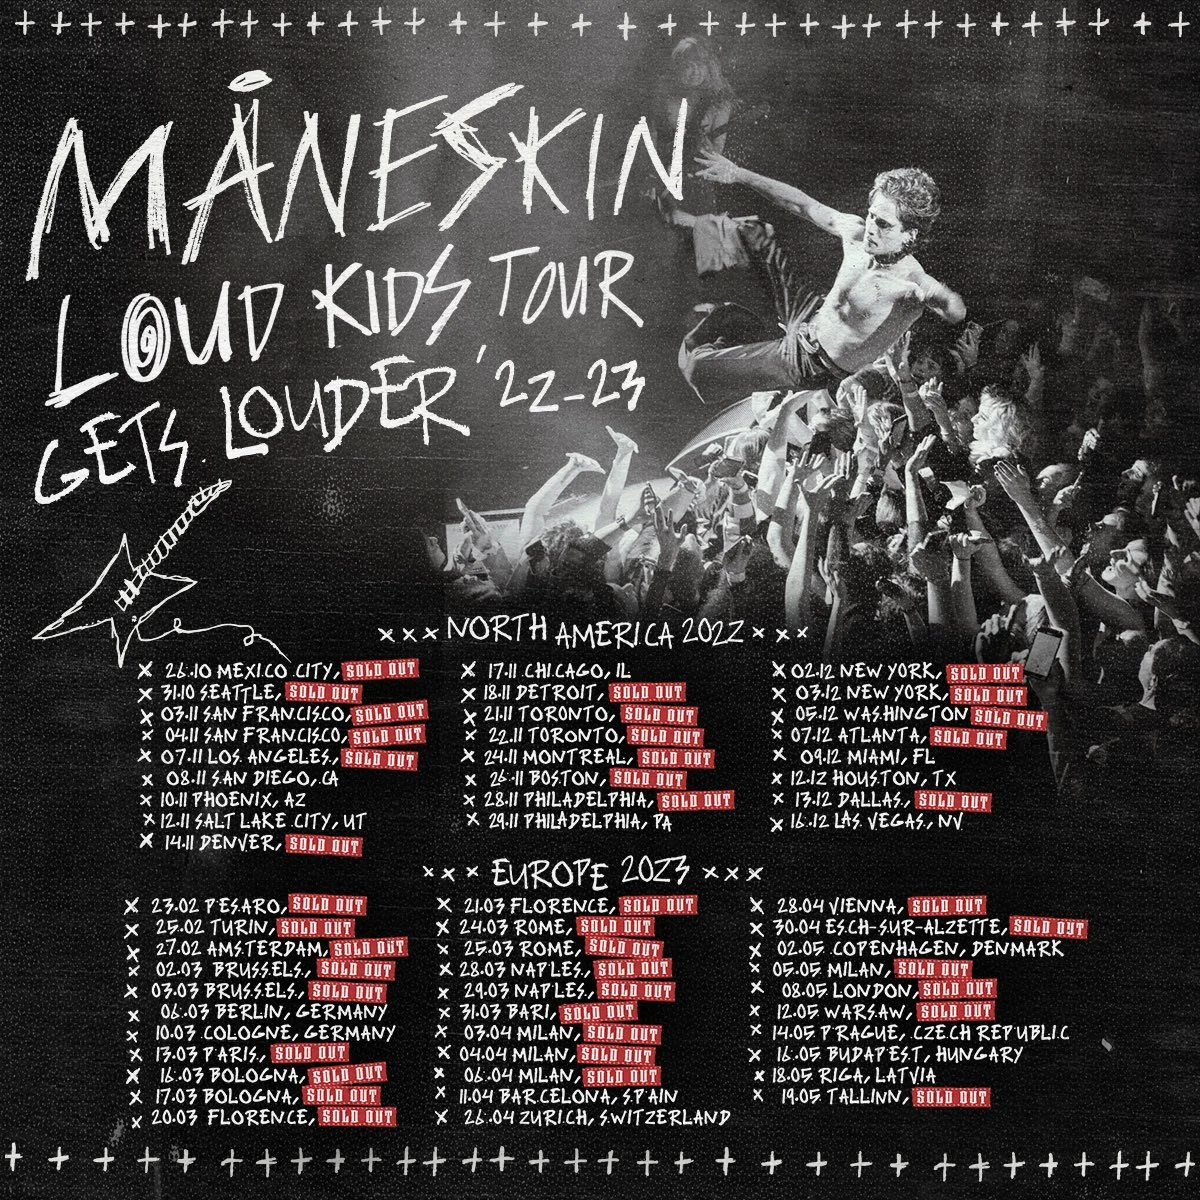 MÅNESKIN
LOUD KIDS TOUR
GETS LOUDER '22-23
××× NORTH AMERICA 2022 ×××
× 26.10 MEXICO CITY, SOLD OUT
× 31.10 SEATTLE, SOLD OUT
× 03.11 SAN FRANCISCO, SOLD OUT
× 04.11 SAN FRANCISCO, SOLD OUT
× 07.11 LOS ANGELES, SOLD OUT
× 08.11 SAN DIEGO, CA
× 10.11 PHOENIX, AZ
× 12.11 SALT LAKE CITY, UT
× 14.11 DENVER, SOLD OUT
× 17.11 CHICAGO, IL
× 18.11 DETROIT, SOLD OUT
× 21.11 TORONTO, SOLD OUT
× 22.11 TORONTO, SOLD OUT
× 24.11 MONTREAL, SOLD OUT
× 26.11 BOSTON, SOLD OUT
× 28.11 PHILADELPHIA, SOLD OUT
× 29.11 PHILADELPHIA, PA
× 02.12 NEW YORK, SOLD OUT
× 03.12 NEW YORK, SOLD OUT
× 05.12 WASHINGTON SOLD OUT
× 07.12 ATLANTA, SOLD OUT
× 09.12 MIAMI, FL
× 12.12 HOUSTON, TX
× 13.12 DALLAS, SOLD OUT
× 16.12 LAS VEGAS, NV
××× EUROPE 2023 ×××
× 23.02 PESARO, SOLD OUT
× 25.02 TURIN, SOLD OUT
× 27.02 AMSTERDAM, SOLD OUT
× 02.03 BRUSSELS, SOLD OUT
× 03.03 BRUSSELS, SOLD OUT
× 06.03 BERLIN, GERMANY
× 10.03 COLOGNE, GERMANY
× 13.03 PARIS, SOLD OUT
× 16.03 BOLOGNA, SOLD OUT
× 17.03 BOLOGNA, SOLD OUT
× 20.03 FLORENCE, SOLD OUT
× 21.03 FLORENCE, SOLD OUT
× 24.03 ROME, SOLD OUT
× 25.03 ROME, SOLD OUT
× 28.03 NAPLES, SOLD OUT
× 29.03 NAPLES, SOLD OUT
× 31.03 BARI, SOLD OUT
× 03.04 MILAN, SOLD OUT
× 04.04 MILAN, SOLD OUT
× 06.04 MILAN, SOLD OUT
× 11.04 BARCELONA, SPAIN
× 26.04 ZURICH, SWITZERLAND
× 28.04 VIENNA, SOLD OUT
× 30.04 ESCH-SUR-ALZETTE, SOLD OUT
× 02.05 COPENHAGEN, DENMARK
× 05.05 MILAN, SOLD OUT
× 08.05 LONDON, SOLD OUT
× 12.05 WARSAW, SOLD OUT
× 14.05 PRAGUE, CZECH REPUBLIC
× 16.05 BUDAPEST, HUNGARY
× 18.05 RIGA, LATVIA
× 19.05 TALLINN, SOLD OUT